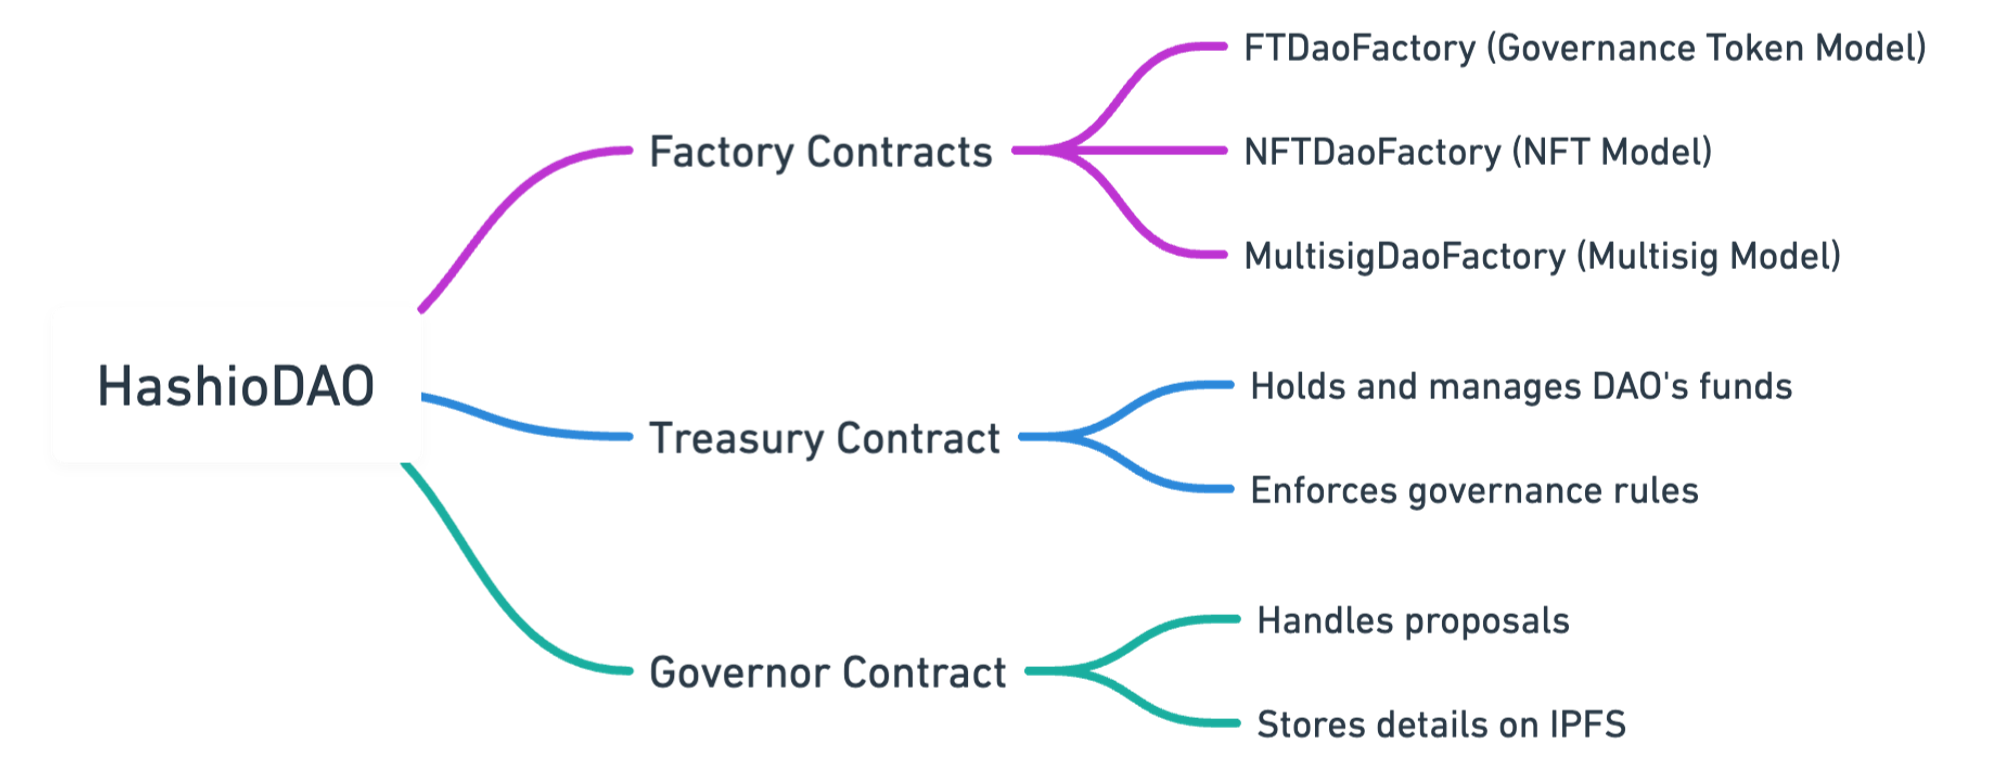 HashioDAO
Factory Contracts
FTDaoFactory (Governance Token Model)
NFTDaoFactory (NFT Model)
MultisigDaoFactory (Multisig Model)
Treasury Contract
Holds and manages DAO's funds
Enforces governance rules
Governor Contract
Handles proposals
Stores details on IPFS